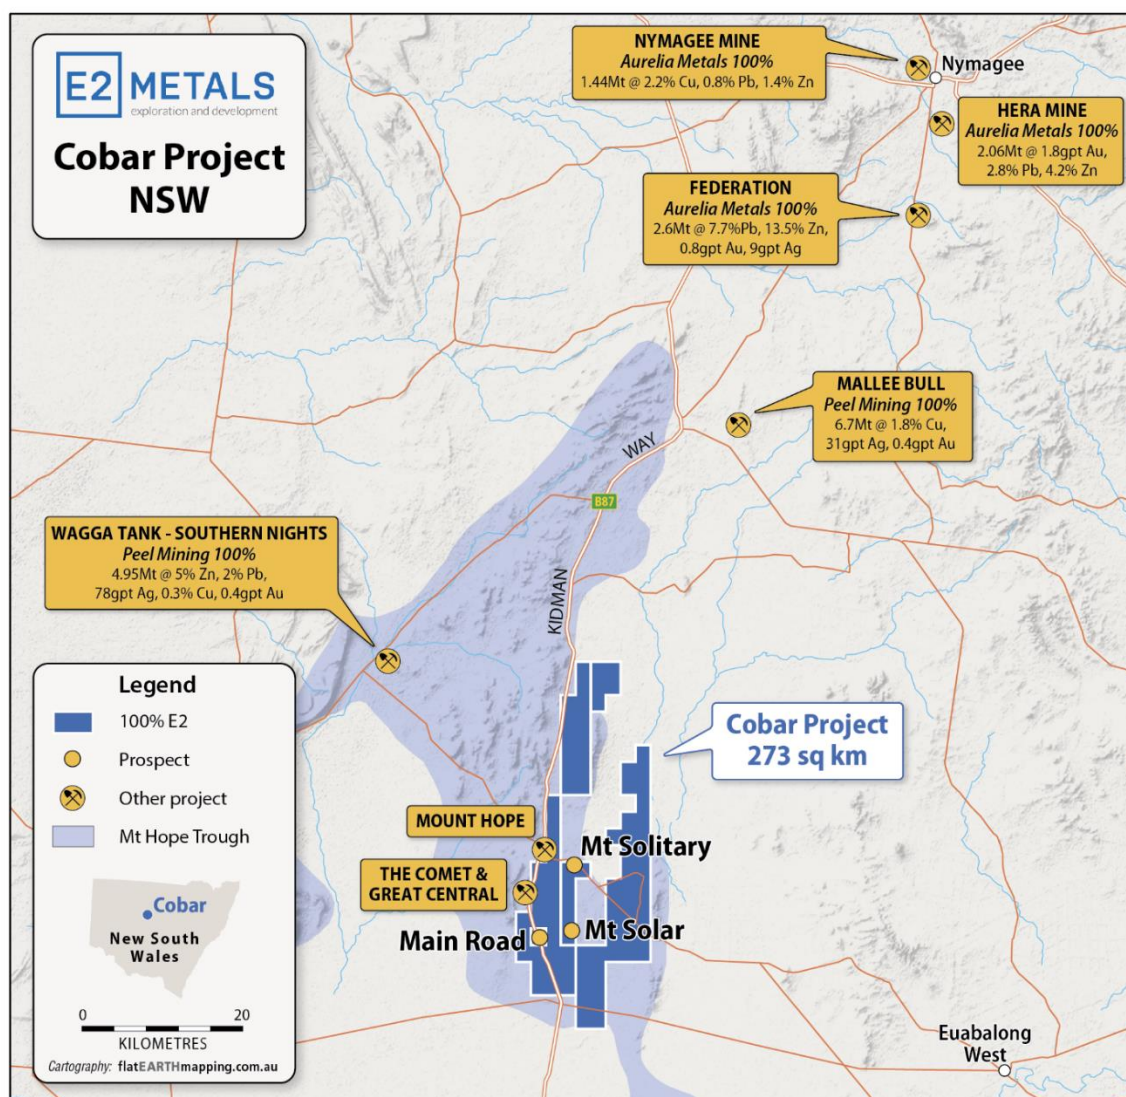 E2 METALS
exploration and development
Cobar Project
NSW
NYMAGEE MINE
Aurelia Metals 100%
1.44Mt @ 2.2% Cu, 0.8% Pb, 1.4% Zn
Nymagee
HERA MINE
Aurelia Metals 100%
2.06Mt @ 1.8gpt Au,
2.8% Pb, 4.2% Zn
FEDERATION
Aurelia Metals 100%
2.6Mt @ 7.7%Pb, 13.5% Zn,
0.8gpt Au, 9gpt Ag
MALLEE BULL
Peel Mining 100%
6.7Mt @ 1.8% Cu,
31gpt Ag, 0.4gpt Au
WAY
B87
KIDMAN
WAGGA TANK - SOUTHERN NIGHTS
Peel Mining 100%
4.95Mt @ 5% Zn, 2% Pb,
78gpt Ag, 0.3% Cu, 0.4gpt Au
Cobar Project
273 sq km
MOUNT HOPE
Mt Solitary
THE COMET &
GREAT CENTRAL
Main Road
Mt Solar
Euabalong
West
Legend
100% E2
Prospect
Other project
Mt Hope Trough
Cobar
New South
Wales
0 20
KILOMETRES
Cartography: flatEARTHmapping.com.au